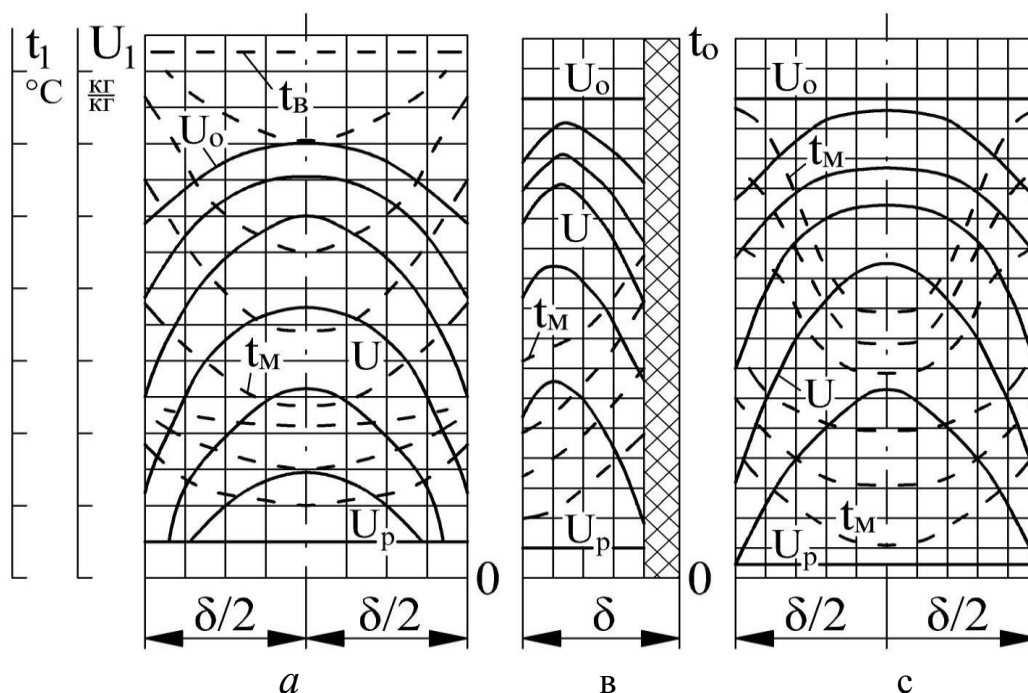 t₁
°C
U₁
кг
кг
tв
Uо
tм
U
Uр
0
δ/2
δ/2
а
Uо
U
tм
Uр
δ
в
tо
0
Uо
tм
U
tм
Uр
δ/2
δ/2
с